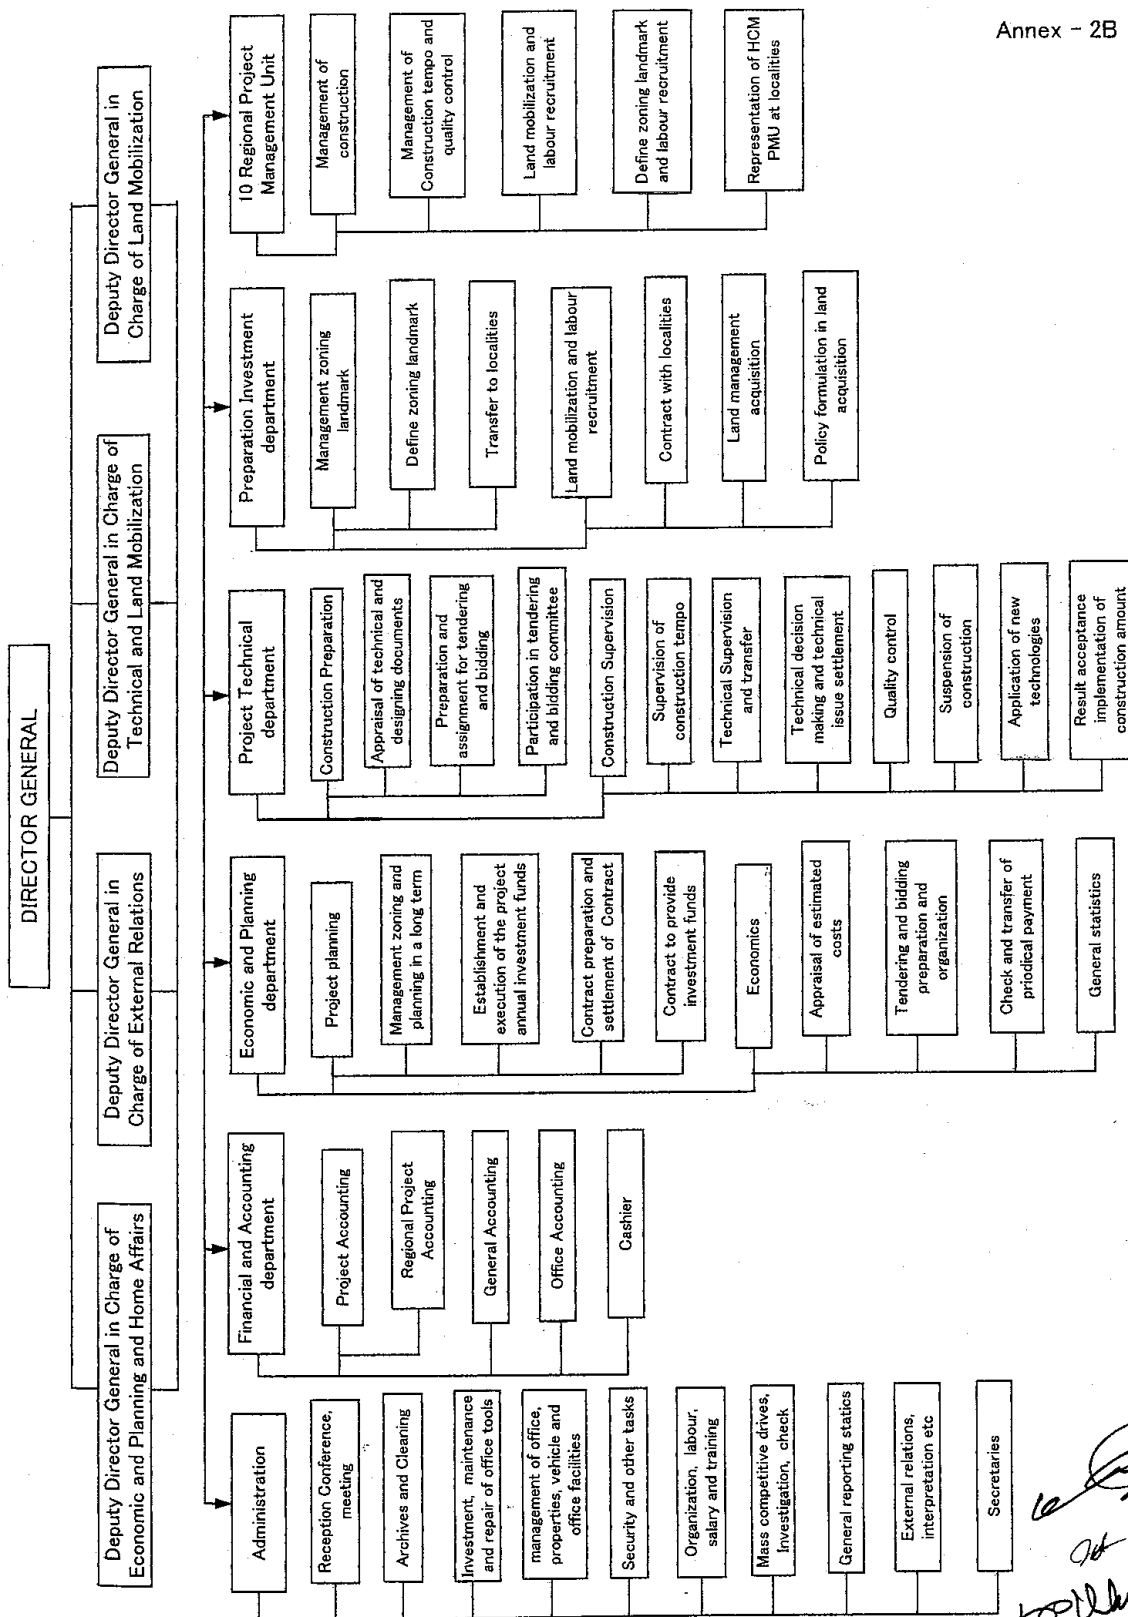 Annex - 2B
DIRECTOR GENERAL
Deputy Director General in Charge of
Economic and Planning and Home Affairs
Deputy Director General in
Charge of External Relations
Deputy Director General in Charge of
Technical and Land Mobilization
Deputy Director General in
Charge of Land Mobilization
Administration
Reception Conference,
meeting
Archives and Cleaning
Investment, maintenance
and repair of office tools
management of office,
properties, vehicle and
office facilities
Security and other tasks
Organization, labour,
salary and training
Mass competitive drives,
Investigation, check
General reporting statics
External relations,
interpretation etc
Secretaries
Financial and Accounting
department
Project Accounting
Regional Project
Accounting
General Accounting
Office Accounting
Cashier
Economic and Planning
department
Project planning
Management zoning and
planning in a long term
Establishment and
execution of the project
annual investment funds
Contract preparation and
settlement of Contract
Contract to provide
investment funds
Economics
Appraisal of estimated
costs
Tendering and bidding
preparation and
organization
Check and transfer of
priodical payment
General statistics
Project Technical
department
Construction Preparation
Appraisal of technical and
designing documents
Preparation and
assignment for tendering
and bidding
Participation in tendering
and bidding committee
Construction Supervision
Supervision of
construction tempo
Technical Supervision
and transfer
Technical decision
making and technical
issue settlement
Quality control
Suspension of
construction
Application of new
technologies
Result acceptance
implementation of
construction amount
Preparation Investment
department
Management zoning
landmark
Define zoning landmark
Transfer to localities
Land mobilization and labour
recruitment
Contract with localities
Land management
acquisition
Policy formulation in land
acquisition
10 Regional Project
Management Unit
Management of
construction
Management of
Construction tempo and
quality control
Land mobilization and
labour recruitment
Define zoning landmark
and labour recruitment
Representation of HCM
PMU at localities